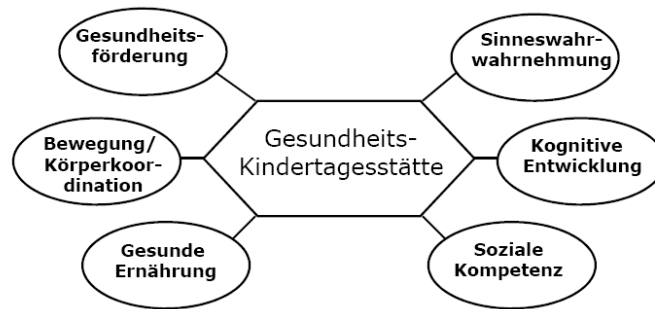 Gesundheits-
förderung
Sinneswahr-
wahrnehmung
Bewegung/
Körperkoor-
dination
Gesundheits-
Kindertagesstätte
Kognitive
Entwicklung
Gesunde
Ernährung
Soziale
Kompetenz